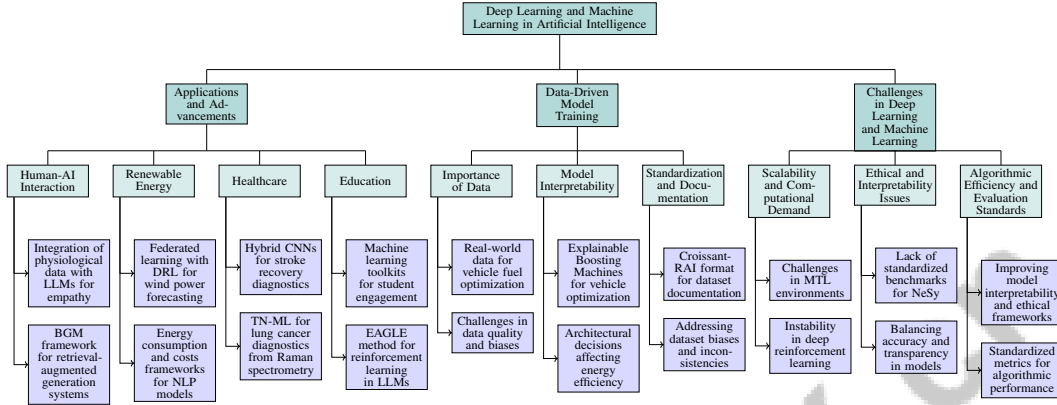 Deep Learning and Machine
Learning in Artificial Intelligence
Applications
and Ad-
vancements
Data-Driven
Model
Training
Challenges
in Deep
Learning
and Machine
Learning
Human-AI
Interaction
Renewable
Energy
Healthcare
Education
Importance
of Data
Model
Interpretability
Standardization
and Docu-
mentation
Scalability
and Com-
putational
Demand
Ethical and
Interpretability
Issues
Algorithmic
Efficiency and
Evaluation
Standards
Integration of
physiological
data with
LLMs for
empathy
Federated
learning with
DRL for
wind power
forecasting
Hybrid CNNs
for stroke
recovery
diagnostics
Machine
learning
toolkits
for student
engagement
Real-world
data for
vehicle fuel
optimization
Explainable
Boosting
Machines
for vehicle
optimization
Croissant-
RAI format
for dataset
documentation
Challenges
in MTL
environments
Lack of
standardized
benchmarks
for NeSy
Improving
model
interpretability
and ethical
frameworks
BGM
framework
for retrieval-
augmented
generation
systems
Energy
consumption
and costs
frameworks
for NLP
models
TN-ML for
lung cancer
diagnostics
from Raman
spectrometry
EAGLE
method for
reinforcement
learning
in LLMs
Challenges in
data quality
and biases
Architectural
decisions
affecting
energy
efficiency
Addressing
dataset biases
and incon-
sistencies
Instability
in deep
reinforcement
learning
Balancing
accuracy and
transparency
in models
Standardized
metrics for
algorithmic
performance